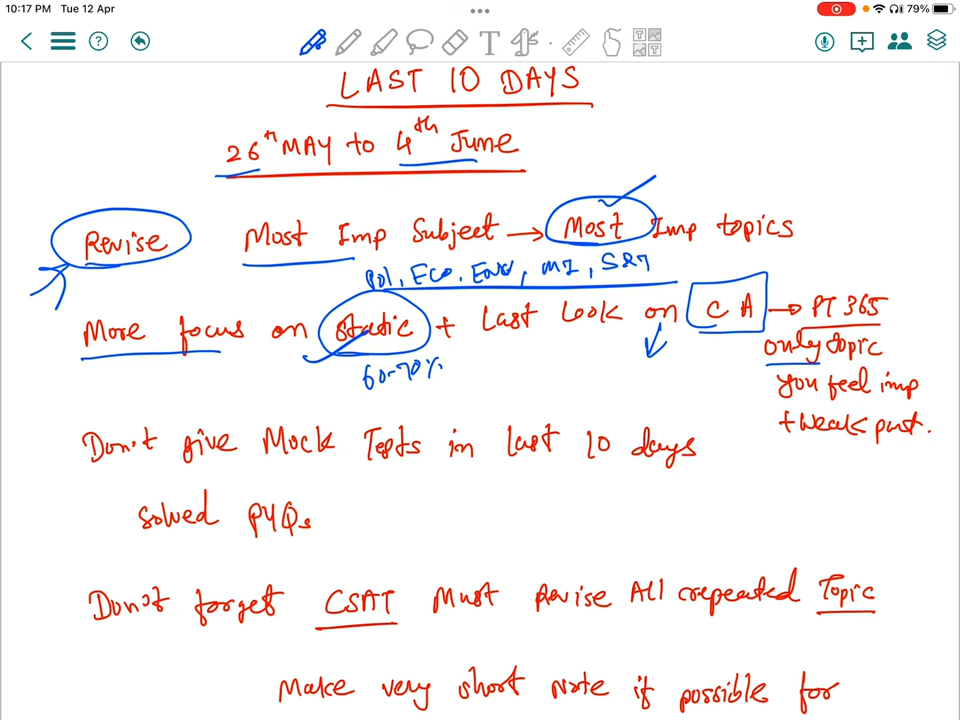 10:17 PM Tue 12 Apr
79%
LAST 10 DAYS
26th MAY to 4th June
Revise Most Imp Subject → Most Imp topics
Pol, Eco, Env, MI, S&T
More focus on static + Last Look on CA → PT 365
60-70%
only topic
you feel imp
+ weak part.
Don't give Mock Tests in last 10 days
solved PYQs
Don't forget CSAT Must Revise All repeated Topic
Make very short note if possible for